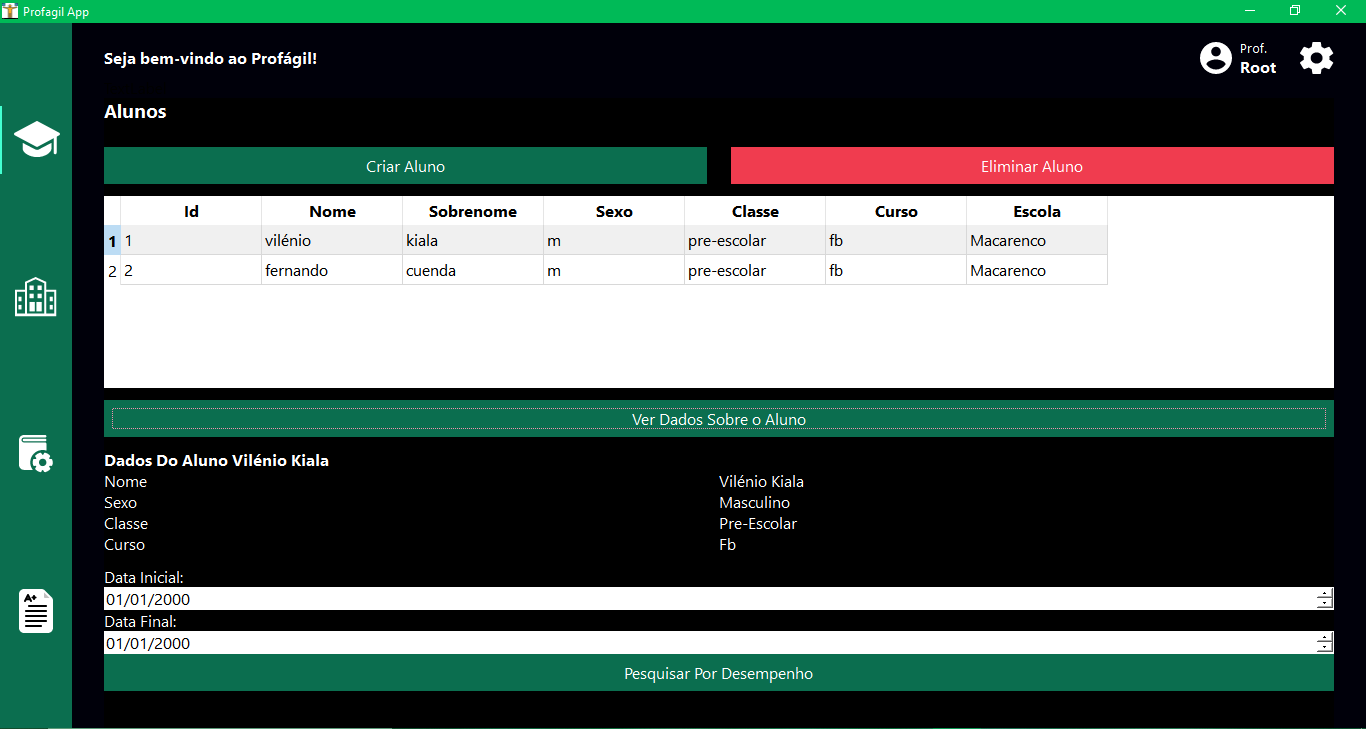 Profagil App
Seja bem-vindo ao Profágil!
Prof.
Root
Alunos
Criar Aluno Eliminar Aluno
Id Nome Sobrenome Sexo Classe Curso Escola
1 1 vilénio kiala m pre-escolar fb Macarenco
2 2 fernando cuenda m pre-escolar fb Macarenco
Ver Dados Sobre o Aluno
Dados Do Aluno Vilénio Kiala
Nome Vilénio Kiala
Sexo Masculino
Classe Pre-Escolar
Curso Fb
Data Inicial:
01/01/2000
Data Final:
01/01/2000
A+
Pesquisar Por Desempenho